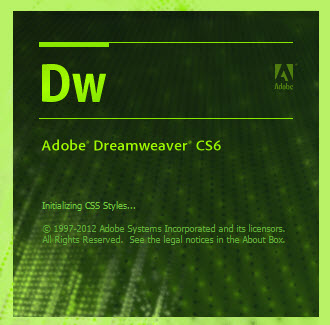 Dw
Adobe
Adobe® Dreamweaver® CS6
Initializing CSS Styles...
© 1997-2012 Adobe Systems Incorporated and its licensors.
All Rights Reserved. See the legal notices in the About Box.